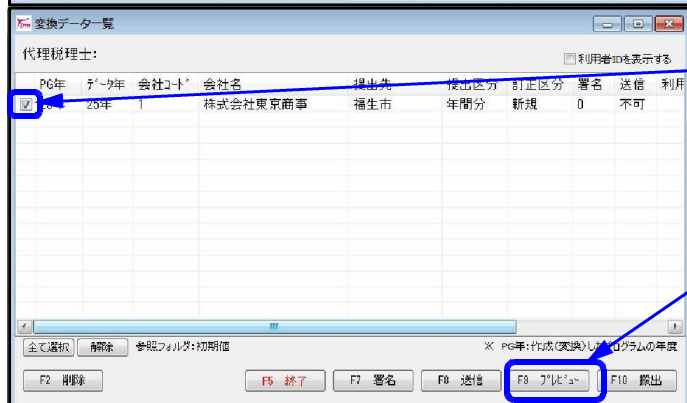 変換データ一覧
代理税理士:
利用者IDを表示する
PG年 データ年 会社コード 会社名 提出先 提出区分 訂正区分 署名 送信 利用
25年 1 株式会社東京商事 福生市 年間分 新規 0 不可
全て選択 解除 参照フォルダ:初期値 ※ PG年:作成(変換)したプログラムの年度
F2 削除 F5 終了 F7 署名 F8 送信 F9 プレビュー F10 搬出